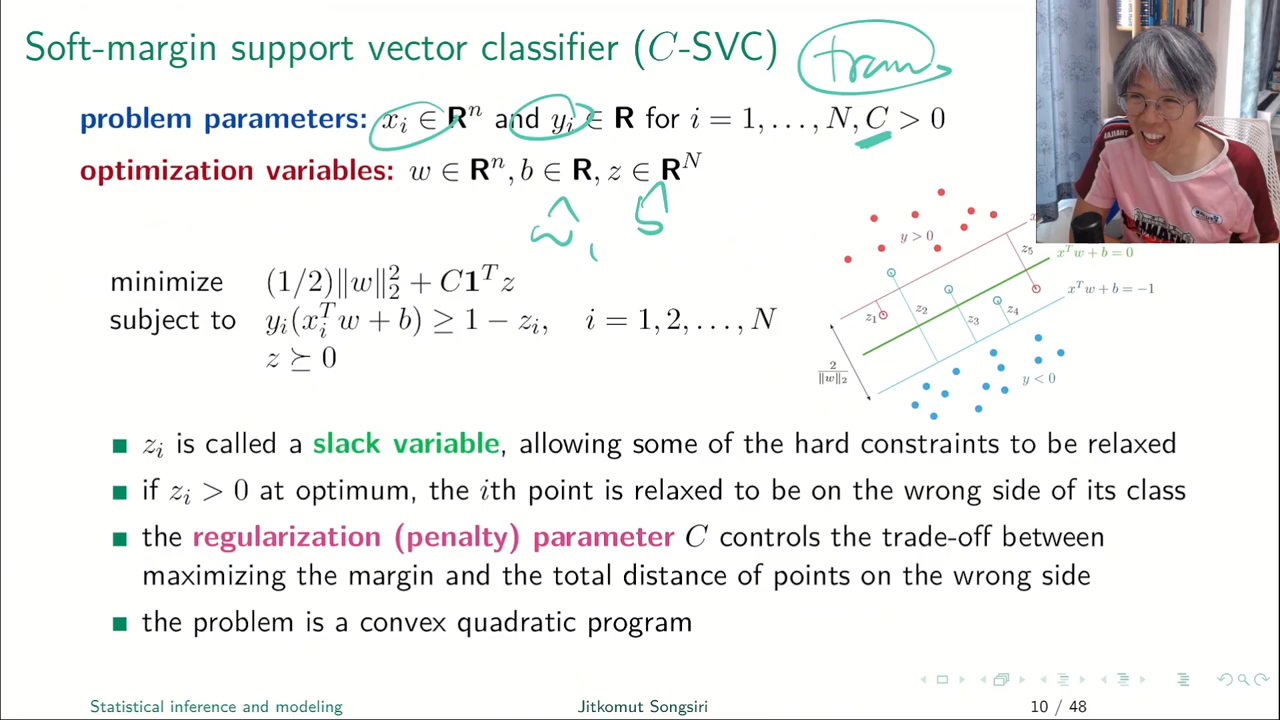 Soft-margin support vector classifier (C-SVC)
train
problem parameters: xᵢ ∈ Rⁿ and yᵢ ∈ R for i = 1, . . . , N, C > 0
optimization variables: w ∈ Rⁿ, b ∈ R, z ∈ Rᴺ
ŵ, b̂
minimize (1/2)‖w‖₂² + C1ᵀz
subject to yᵢ(xᵢᵀw + b) ≥ 1 − zᵢ, i = 1, 2, . . . , N
z ⪰ 0
y > 0
z₅
xᵀw + b = 0
xᵀw + b = −1
z₁
z₂
z₃
z₄
2
‖w‖₂
y < 0
■ zᵢ is called a slack variable, allowing some of the hard constraints to be relaxed
■ if zᵢ > 0 at optimum, the ith point is relaxed to be on the wrong side of its class
■ the regularization (penalty) parameter C controls the trade-off between
maximizing the margin and the total distance of points on the wrong side
■ the problem is a convex quadratic program
Statistical inference and modeling Jitkomut Songsiri 10 / 48